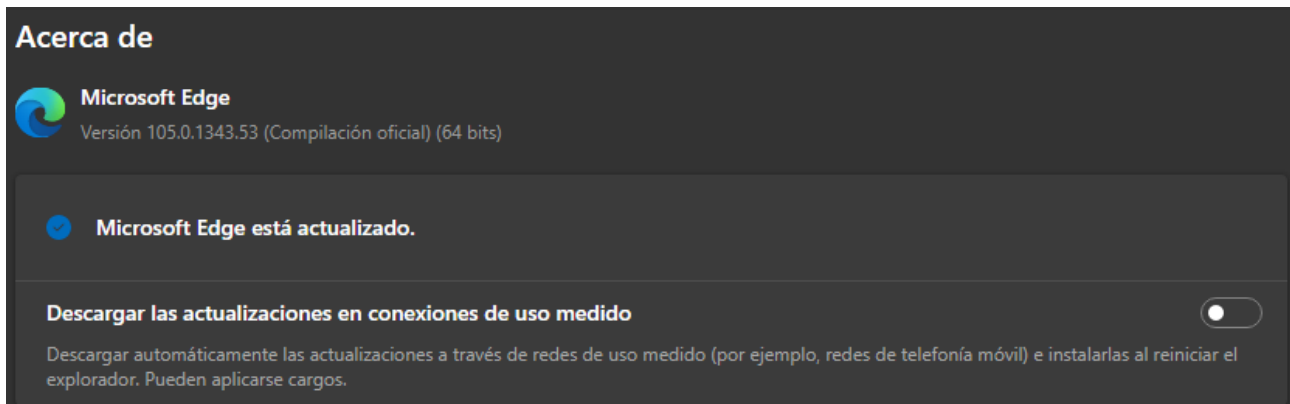 Acerca de
Microsoft Edge
Versión 105.0.1343.53 (Compilación oficial) (64 bits)
Microsoft Edge está actualizado.
Descargar las actualizaciones en conexiones de uso medido
Descargar automáticamente las actualizaciones a través de redes de uso medido (por ejemplo, redes de telefonía móvil) e instalarlas al reiniciar el
explorador. Pueden aplicarse cargos.